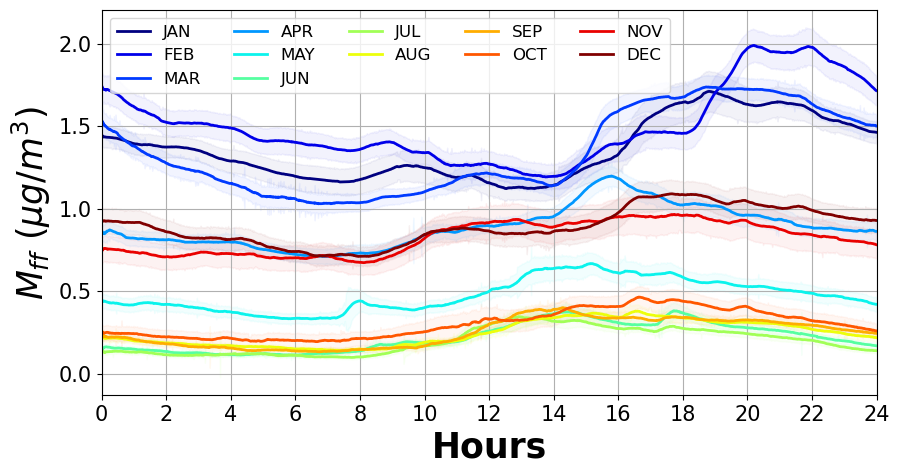 JAN APR JUL SEP NOV
FEB MAY AUG OCT DEC
MAR JUN
2.0
1.5
1.0
0.5
0.0
M_{ff} (μg/m^3)
0 2 4 6 8 10 12 14 16 18 20 22 24
Hours